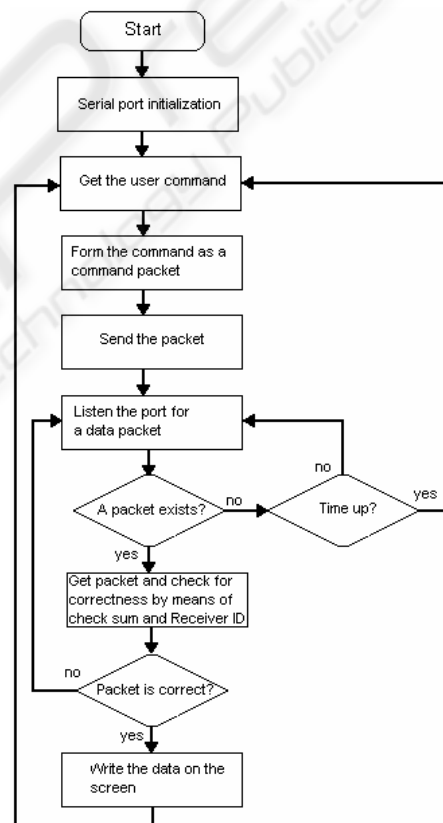 Start
Serial port initialization
Get the user command
Form the command as a
command packet
Send the packet
Listen the port for
a data packet
no
A packet exists?
no
Time up?
yes
yes
Get packet and check for
correctness by means of
check sum and Receiver ID
no
Packet is correct?
yes
Write the data on the
screen